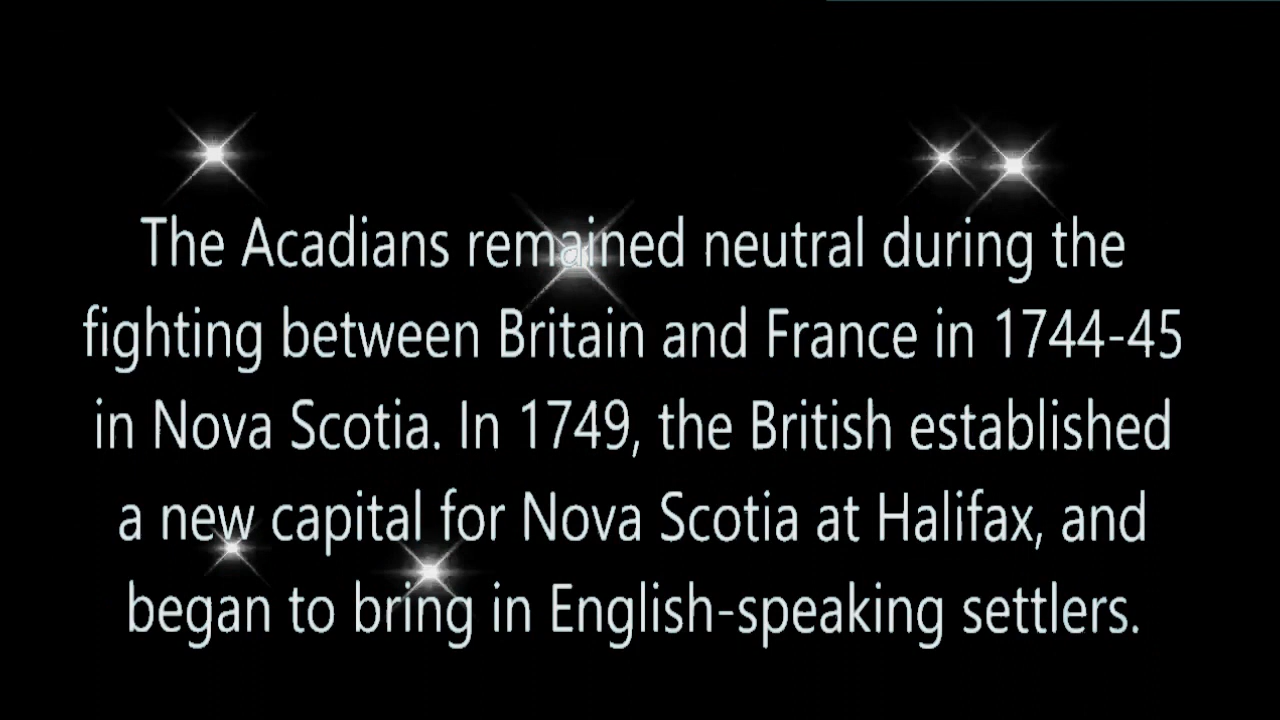 The Acadians remained neutral during the
fighting between Britain and France in 1744-45
in Nova Scotia. In 1749, the British established
a new capital for Nova Scotia at Halifax, and
began to bring in English-speaking settlers.